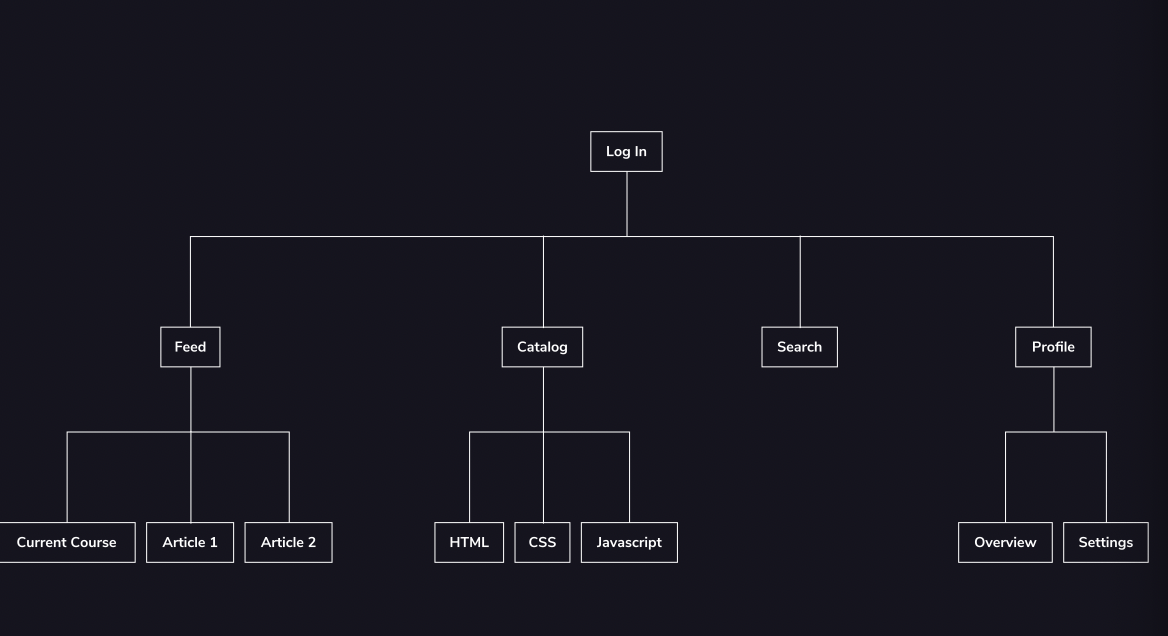 Log In
Feed
Catalog
Search
Profile
Current Course
Article 1
Article 2
HTML
CSS
Javascript
Overview
Settings